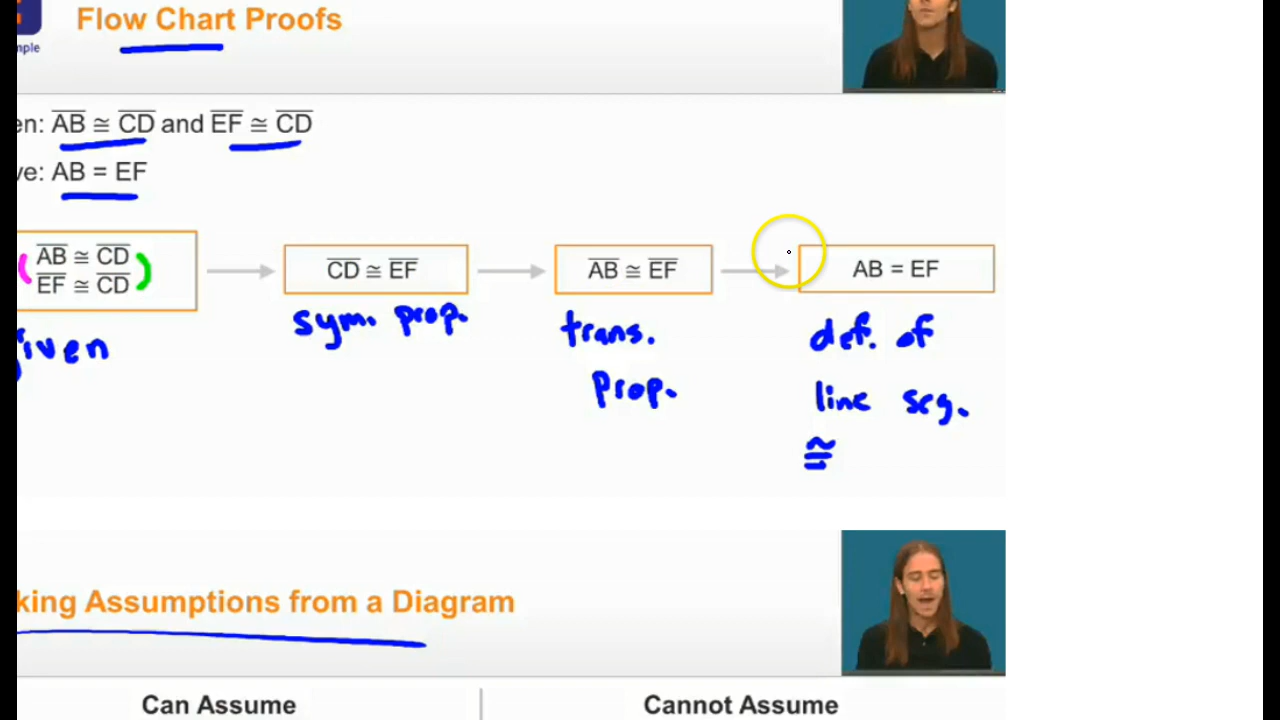 Flow Chart Proofs
mple
en: AB ≅ CD and EF ≅ CD
ve: AB = EF
AB ≅ CD
EF ≅ CD
CD ≅ EF
AB ≅ EF
AB = EF
given
sym. prop.
trans.
prop.
def. of
line seg.
≅
king Assumptions from a Diagram
Can Assume
Cannot Assume